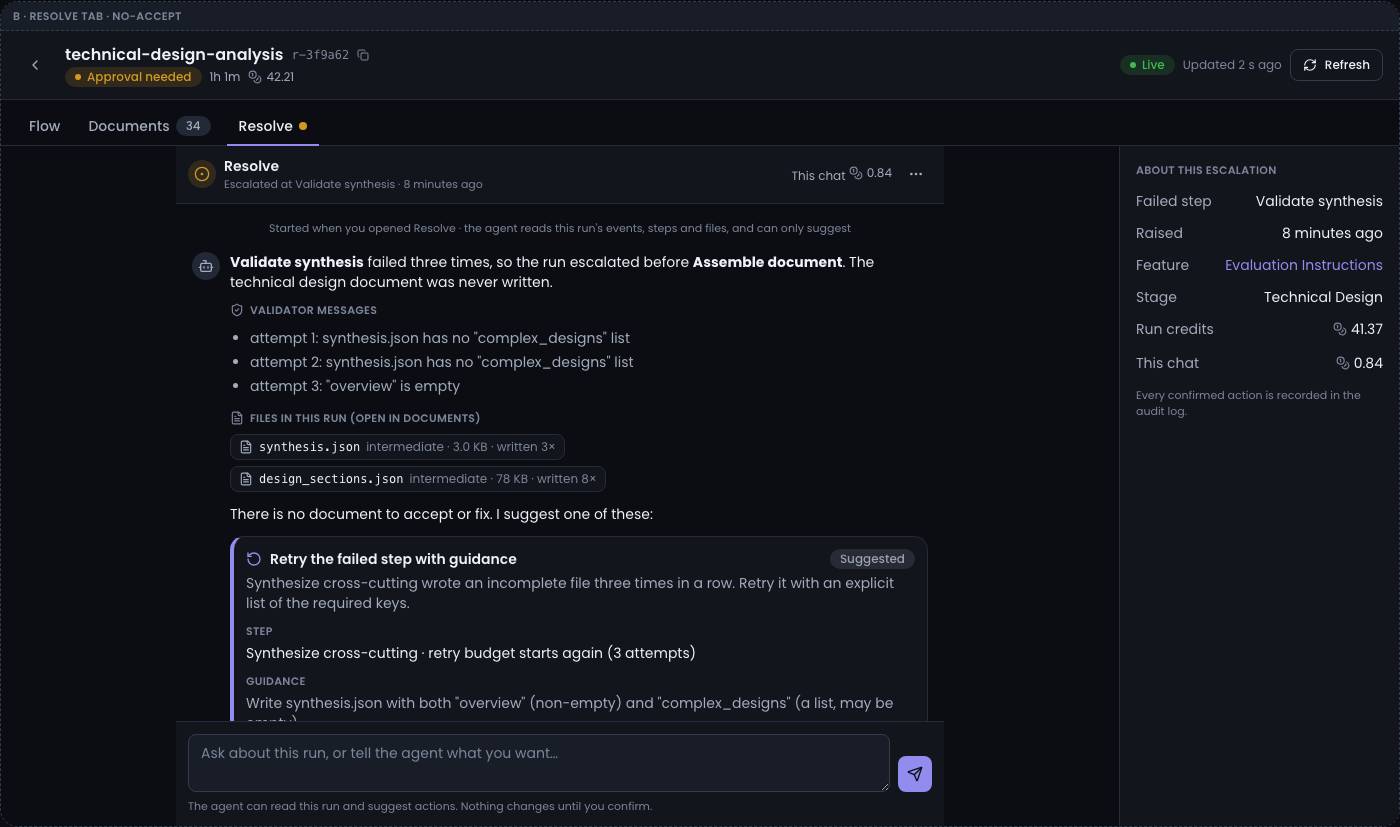 B · RESOLVE TAB · NO-ACCEPT
technical-design-analysis r-3f9a62
Approval needed 1h 1m 42.21
Live Updated 2 s ago Refresh
Flow Documents 34 Resolve
Resolve
Escalated at Validate synthesis · 8 minutes ago
This chat 0.84
Started when you opened Resolve · the agent reads this run's events, steps and files, and can only suggest
Validate synthesis failed three times, so the run escalated before Assemble document. The
technical design document was never written.
VALIDATOR MESSAGES
• attempt 1: synthesis.json has no "complex_designs" list
• attempt 2: synthesis.json has no "complex_designs" list
• attempt 3: "overview" is empty
FILES IN THIS RUN (OPEN IN DOCUMENTS)
synthesis.json intermediate · 3.0 KB · written 3×
design_sections.json intermediate · 78 KB · written 8×
There is no document to accept or fix. I suggest one of these:
Retry the failed step with guidance Suggested
Synthesize cross-cutting wrote an incomplete file three times in a row. Retry it with an explicit
list of the required keys.
STEP
Synthesize cross-cutting · retry budget starts again (3 attempts)
GUIDANCE
Write synthesis.json with both "overview" (non-empty) and "complex_designs" (a list, may be
Ask about this run, or tell the agent what you want…
The agent can read this run and suggest actions. Nothing changes until you confirm.
ABOUT THIS ESCALATION
Failed step Validate synthesis
Raised 8 minutes ago
Feature Evaluation Instructions
Stage Technical Design
Run credits 41.37
This chat 0.84
Every confirmed action is recorded in the
audit log.